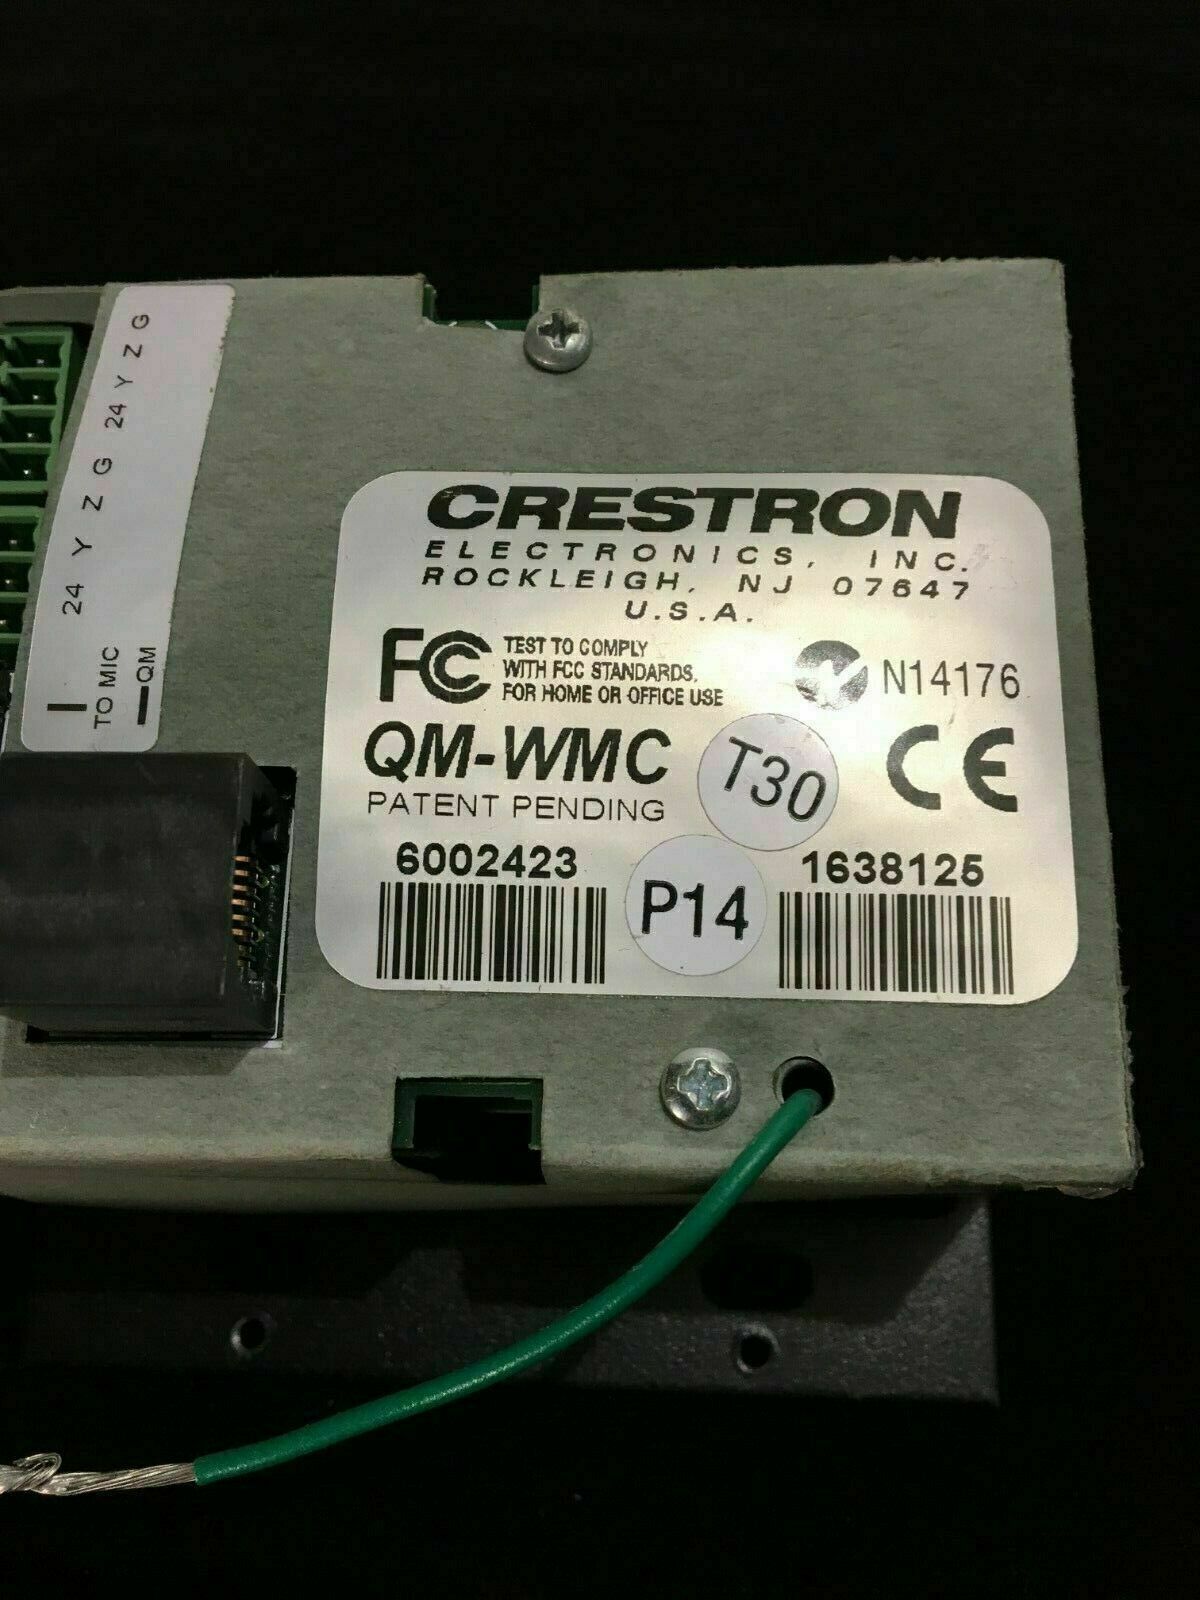 24 Y Z G 24 Y Z G
TO MIC
QM
CRESTRON
ELECTRONICS, INC.
ROCKLEIGH, NJ 07647
U.S.A.
FC TEST TO COMPLY
WITH FCC STANDARDS.
FOR HOME OR OFFICE USE
N N14176
QM-WMC
PATENT PENDING
T30
CE
6002423
P14
1638125